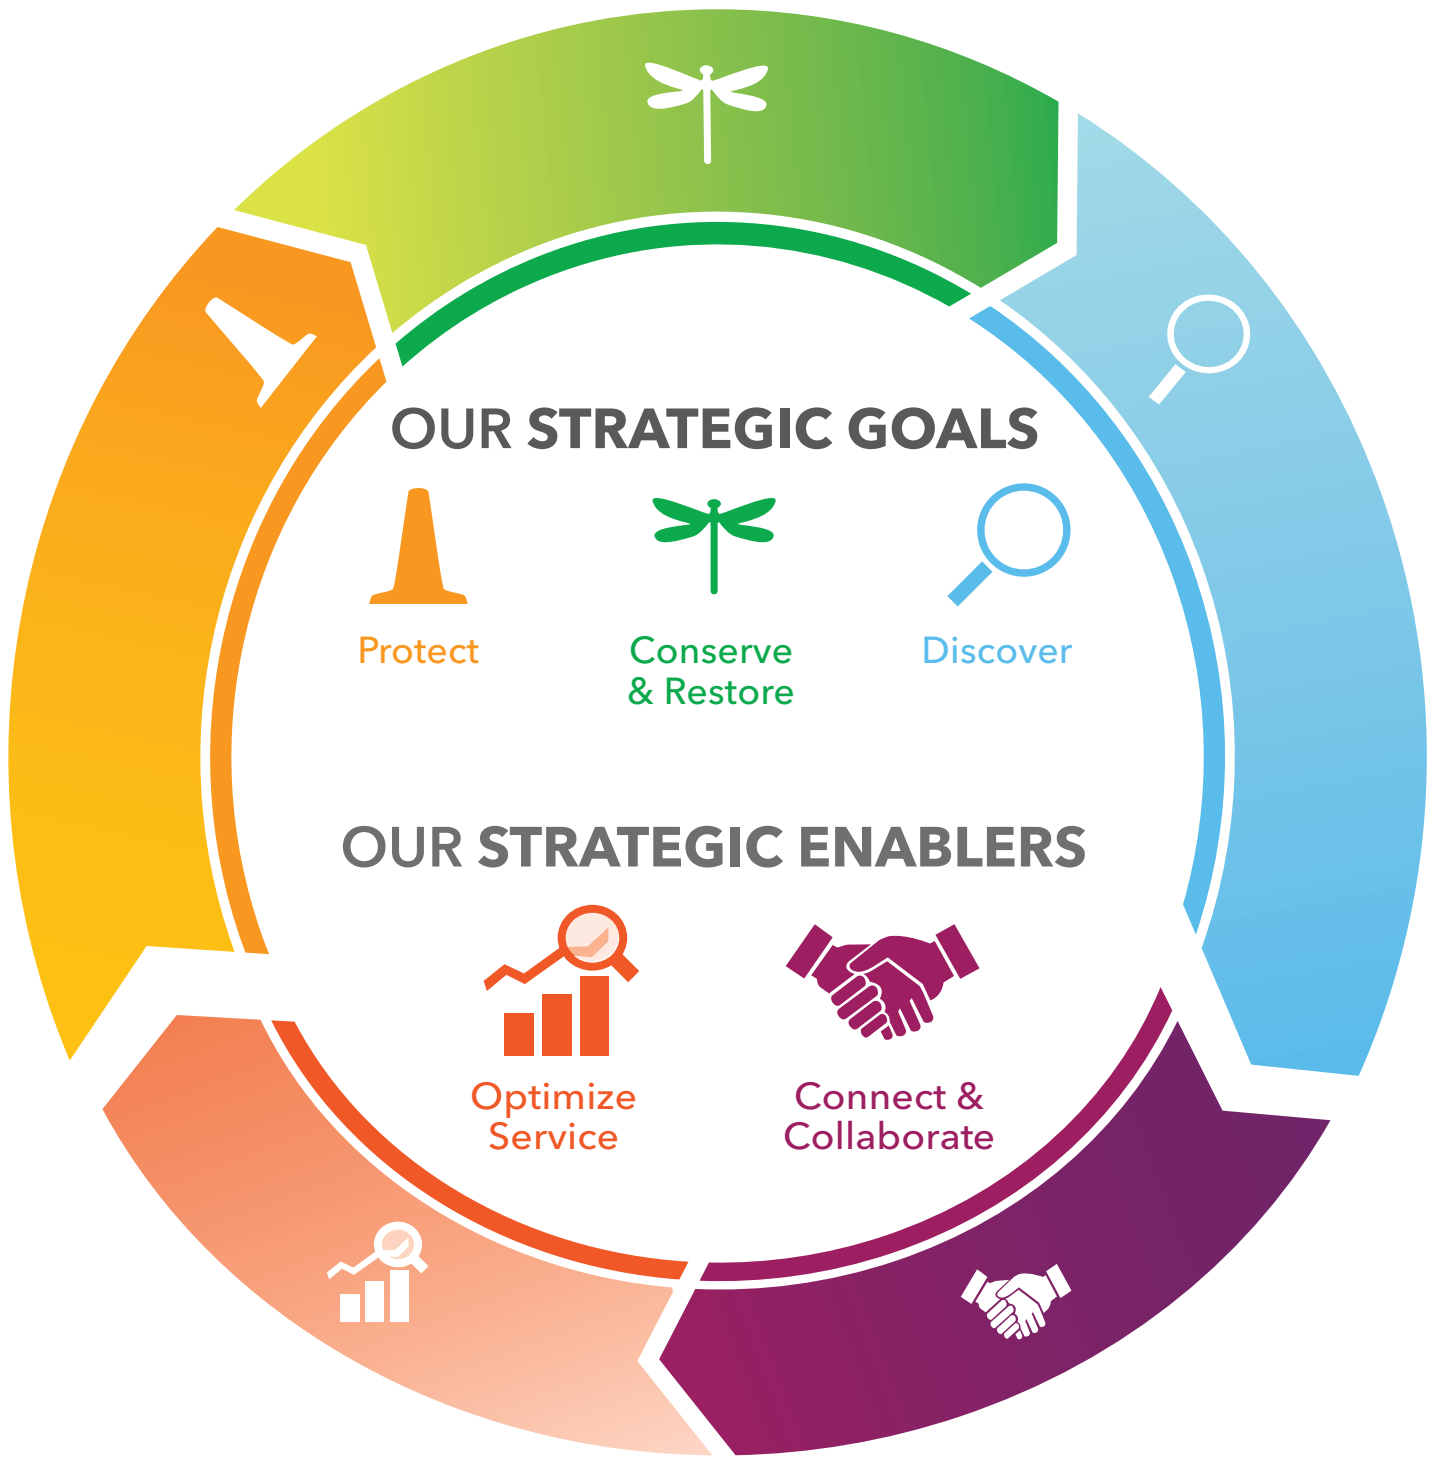 OUR STRATEGIC GOALS
Protect
Conserve
& Restore
Discover
OUR STRATEGIC ENABLERS
Optimize
Service
Connect &
Collaborate